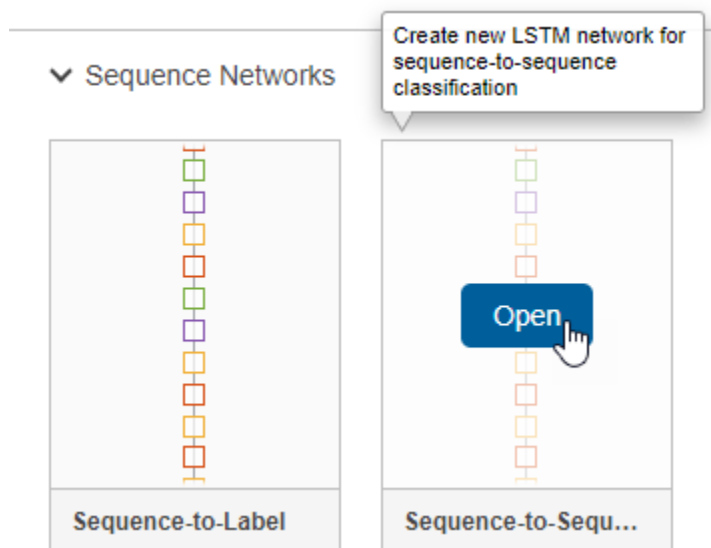 Create new LSTM network for
sequence-to-sequence
classification
Sequence Networks
Open
Sequence-to-Label
Sequence-to-Sequ...